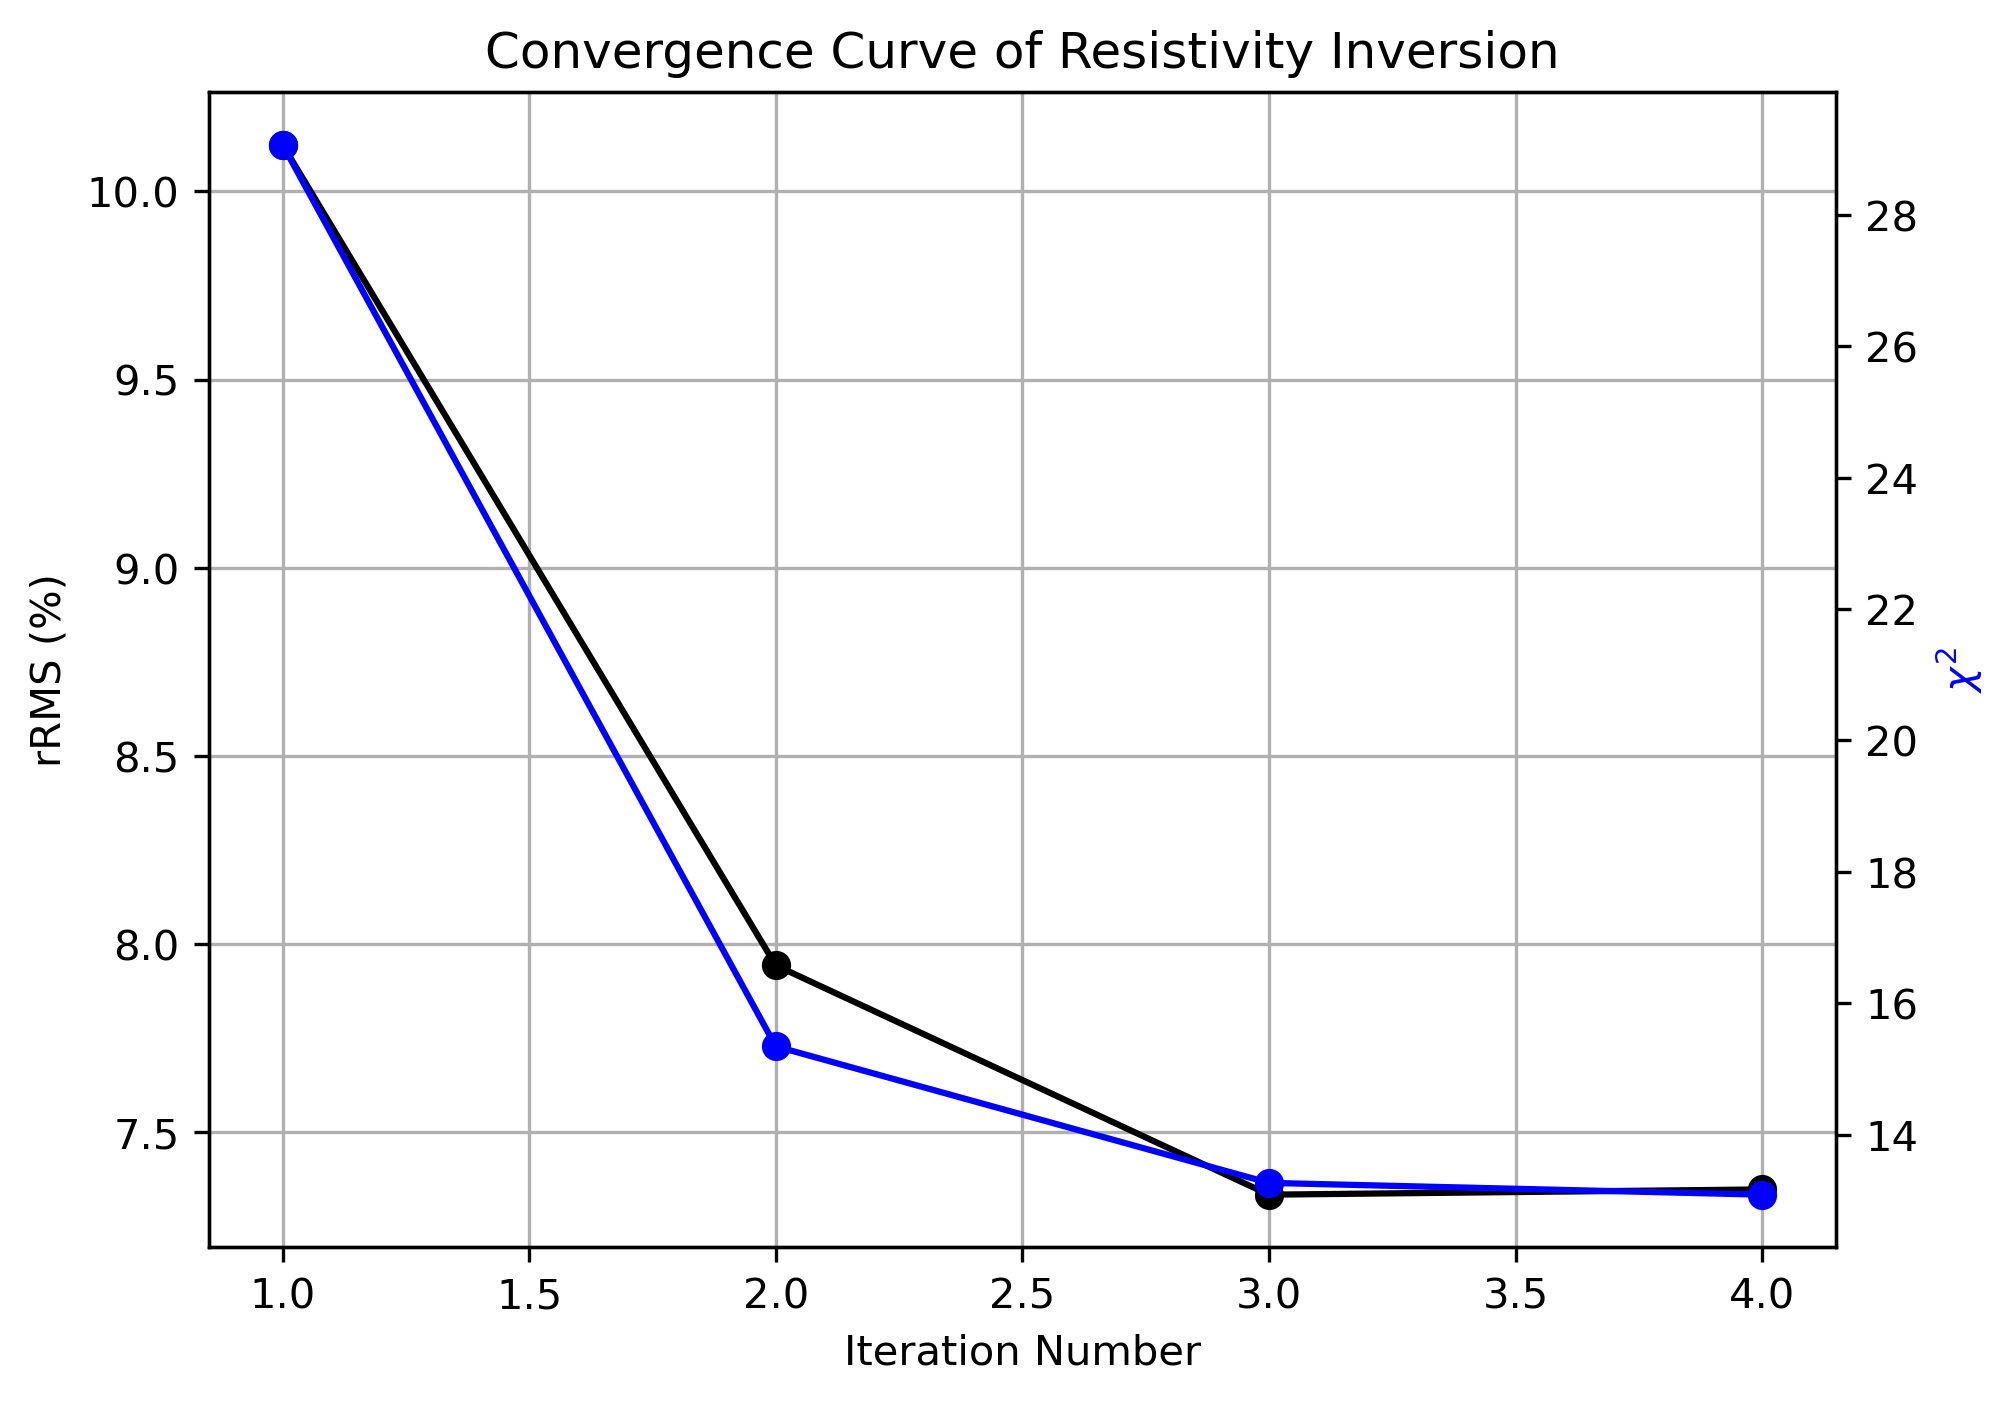 Convergence Curve of Resistivity Inversion
rRMS (%)
10.0
9.5
9.0
8.5
8.0
7.5
28
26
24
22
20
18
16
14
χ²
1.0 1.5 2.0 2.5 3.0 3.5 4.0
Iteration Number